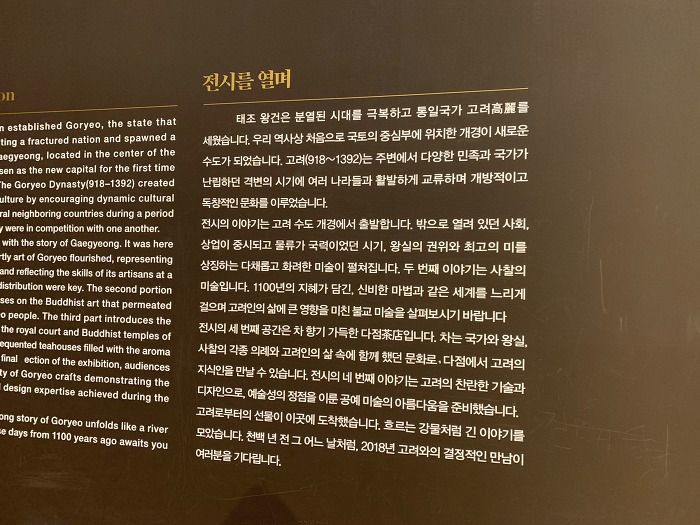 on
n established Goryeo, the state that
ting a fractured nation and spawned a
aegyeong, located in the center of the
sen as the new capital for the first time
The Goryeo Dynasty(918–1392) created
ulture by encouraging dynamic cultural
ral neighboring countries during a period
y were in competition with one another.
with the story of Gaegyeong. It was here
rtly art of Goryeo flourished, representing
and reflecting the skills of its artisans at a
distribution were key. The second portion
ses on the Buddhist art that permeated
o people. The third part introduces the
the royal court and Buddhist temples of
equented teahouses filled with the aroma
final ection of the exhibition, audiences
ty of Goryeo crafts demonstrating the
l design expertise achieved during the
ong story of Goryeo unfolds like a river
se days from 1100 years ago awaits you
전시를 열며
태조 왕건은 분열된 시대를 극복하고 통일국가 고려高麗를
세웠습니다. 우리 역사상 처음으로 국토의 중심부에 위치한 개경이 새로운
수도가 되었습니다. 고려(918~1392)는 주변에서 다양한 민족과 국가가
난립하던 격변의 시기에 여러 나라들과 활발하게 교류하며 개방적이고
독창적인 문화를 이루었습니다.
전시의 이야기는 고려 수도 개경에서 출발합니다. 밖으로 열려 있던 사회,
상업이 중시되고 물류가 국력이었던 시기, 왕실의 권위와 최고의 미를
상징하는 다채롭고 화려한 미술이 펼쳐집니다. 두 번째 이야기는 사찰의
미술입니다. 1100년의 지혜가 담긴, 신비한 마법과 같은 세계를 느리게
걸으며 고려인의 삶에 큰 영향을 미친 불교 미술을 살펴보시기 바랍니다
전시의 세 번째 공간은 차 향기 가득한 다점茶店입니다. 차는 국가와 왕실,
사찰의 각종 의례와 고려인의 삶 속에 함께 했던 문화로, 다점에서 고려의
지식인을 만날 수 있습니다. 전시의 네 번째 이야기는 고려의 찬란한 기술과
디자인으로, 예술성의 정점을 이룬 공예 미술의 아름다움을 준비했습니다.
고려로부터의 선물이 이곳에 도착했습니다. 흐르는 강물처럼 긴 이야기를
모았습니다. 천백 년 전 그 어느 날처럼, 2018년 고려와의 결정적인 만남이
여러분을 기다립니다.